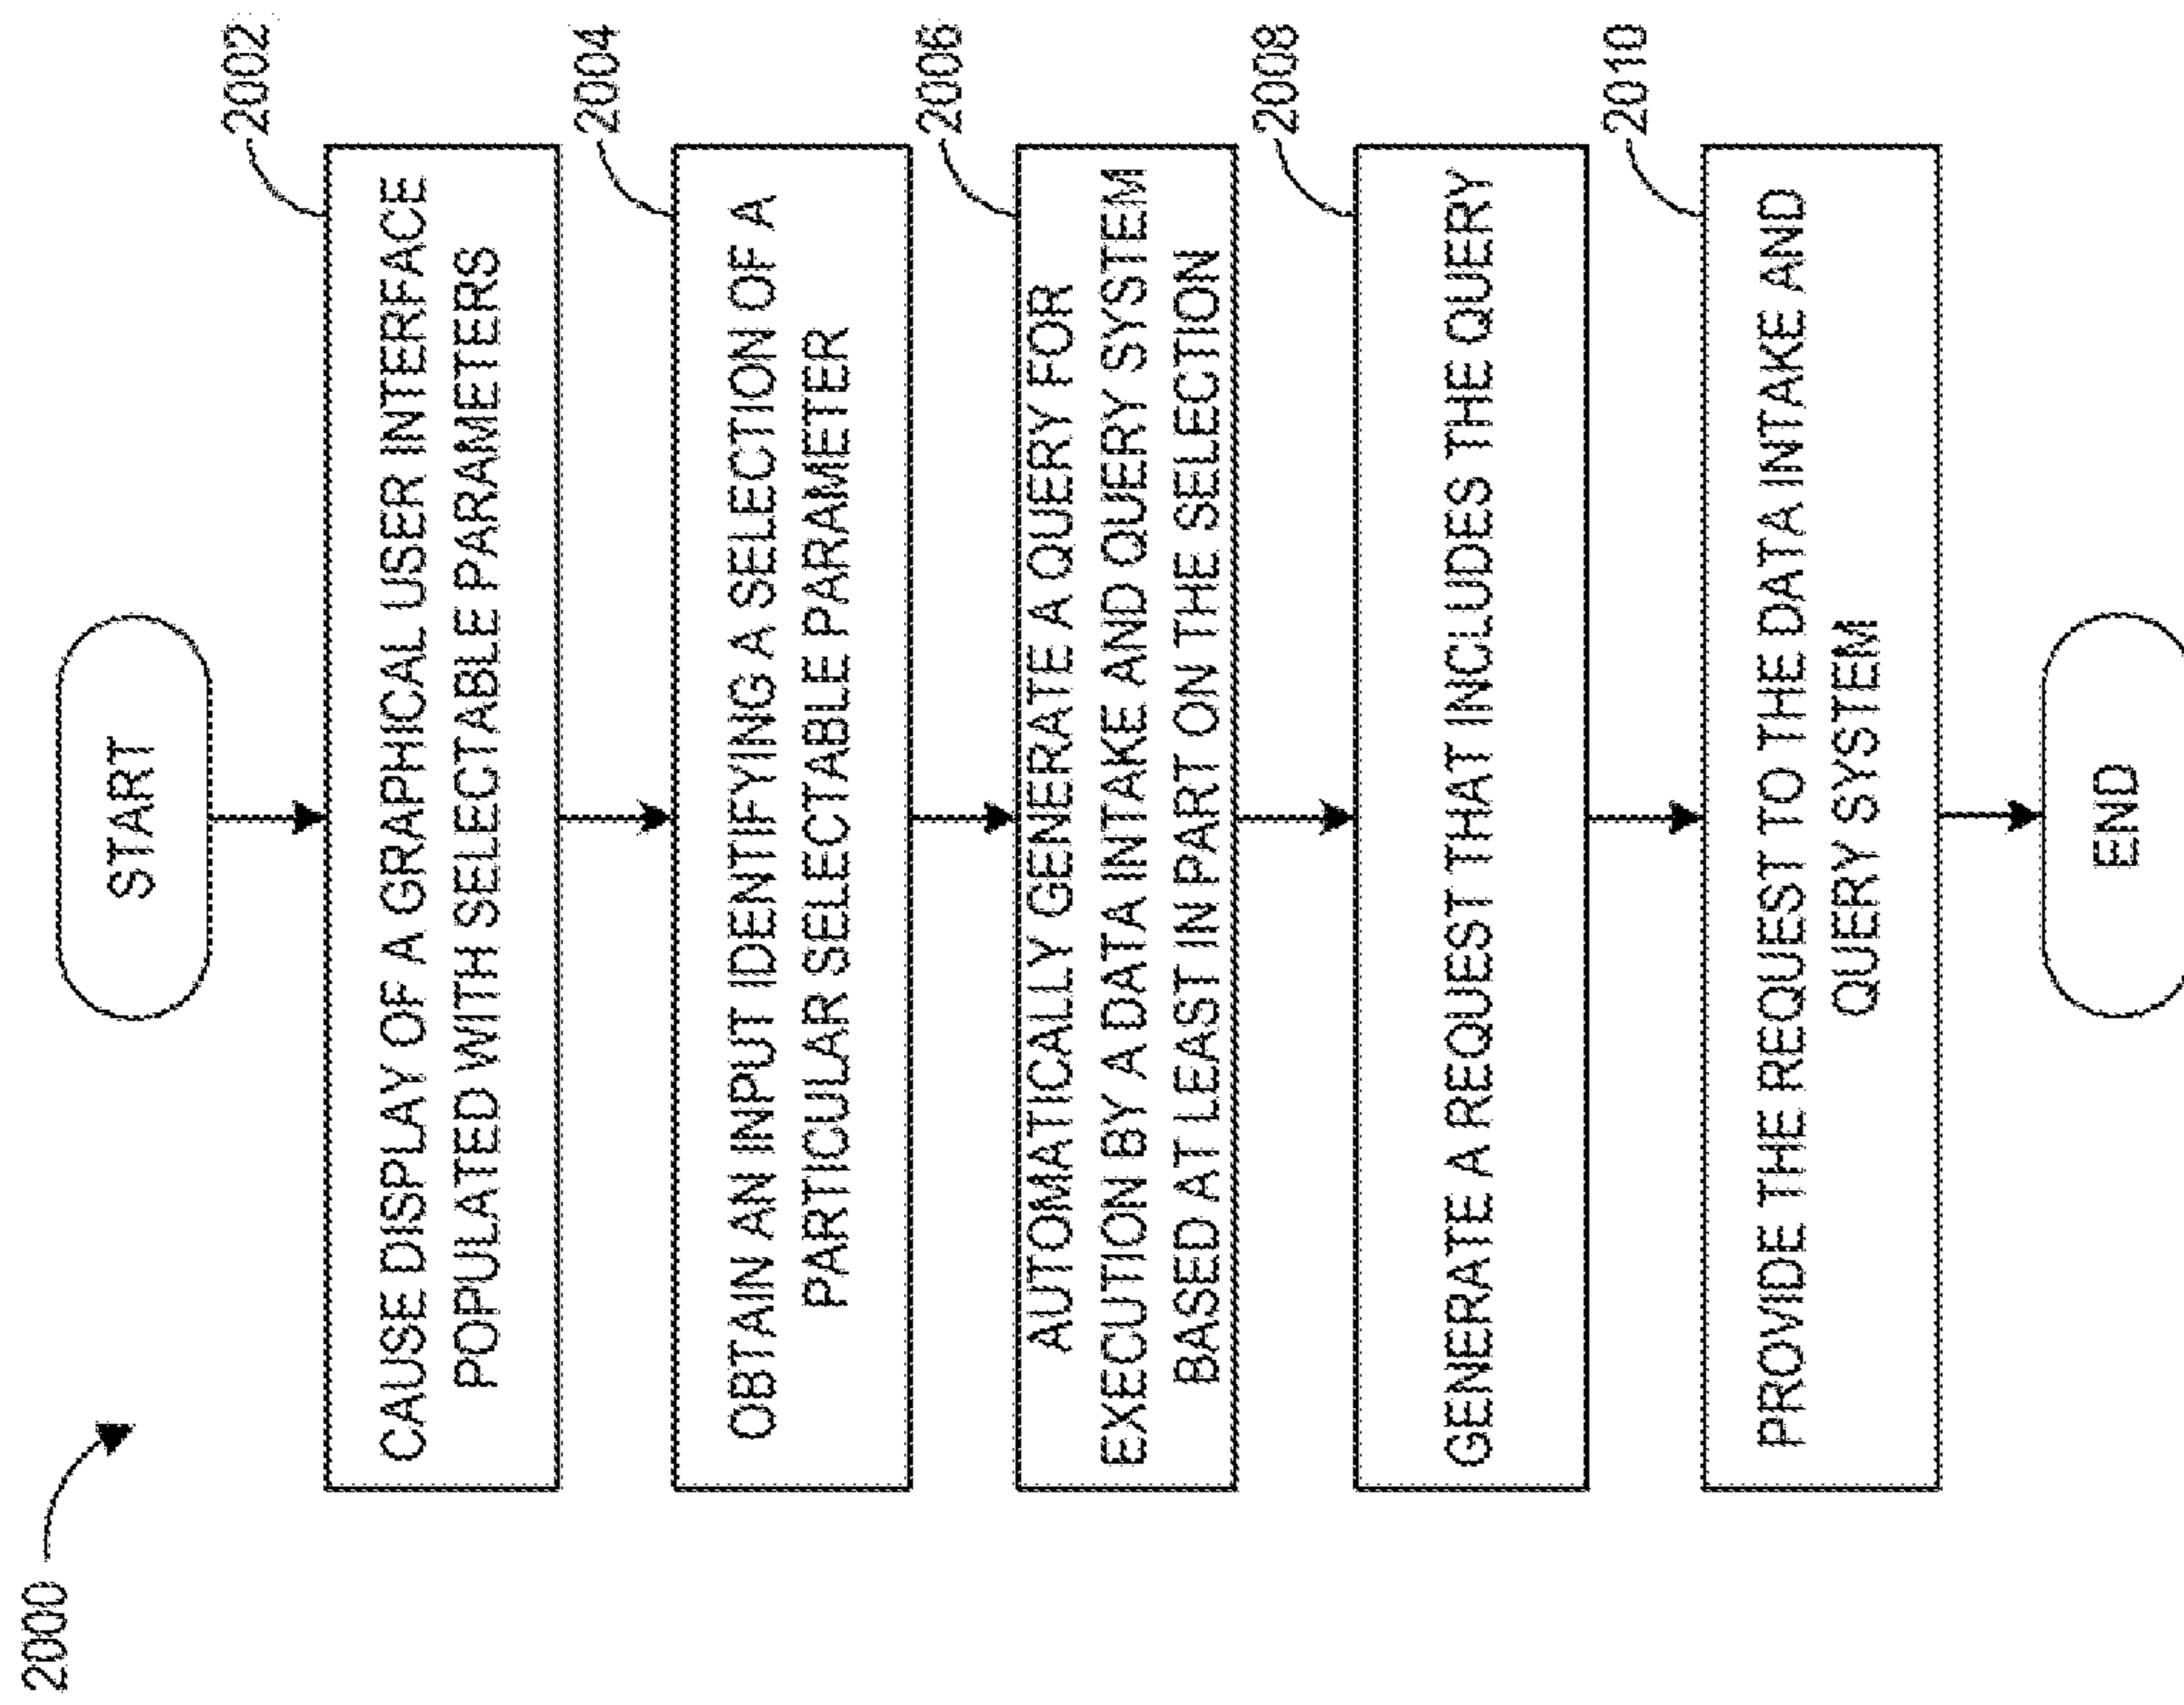 2000
START
2002
CAUSE DISPLAY OF A GRAPHICAL USER INTERFACE
POPULATED WITH SELECTABLE PARAMETERS
2004
OBTAIN AN INPUT IDENTIFYING A SELECTION OF A
PARTICULAR SELECTABLE PARAMETER
2006
AUTOMATICALLY GENERATE A QUERY FOR
EXECUTION BY A DATA INTAKE AND QUERY SYSTEM
BASED AT LEAST IN PART ON THE SELECTION
2008
GENERATE A REQUEST THAT INCLUDES THE QUERY
2010
PROVIDE THE REQUEST TO THE DATA INTAKE AND
QUERY SYSTEM
END